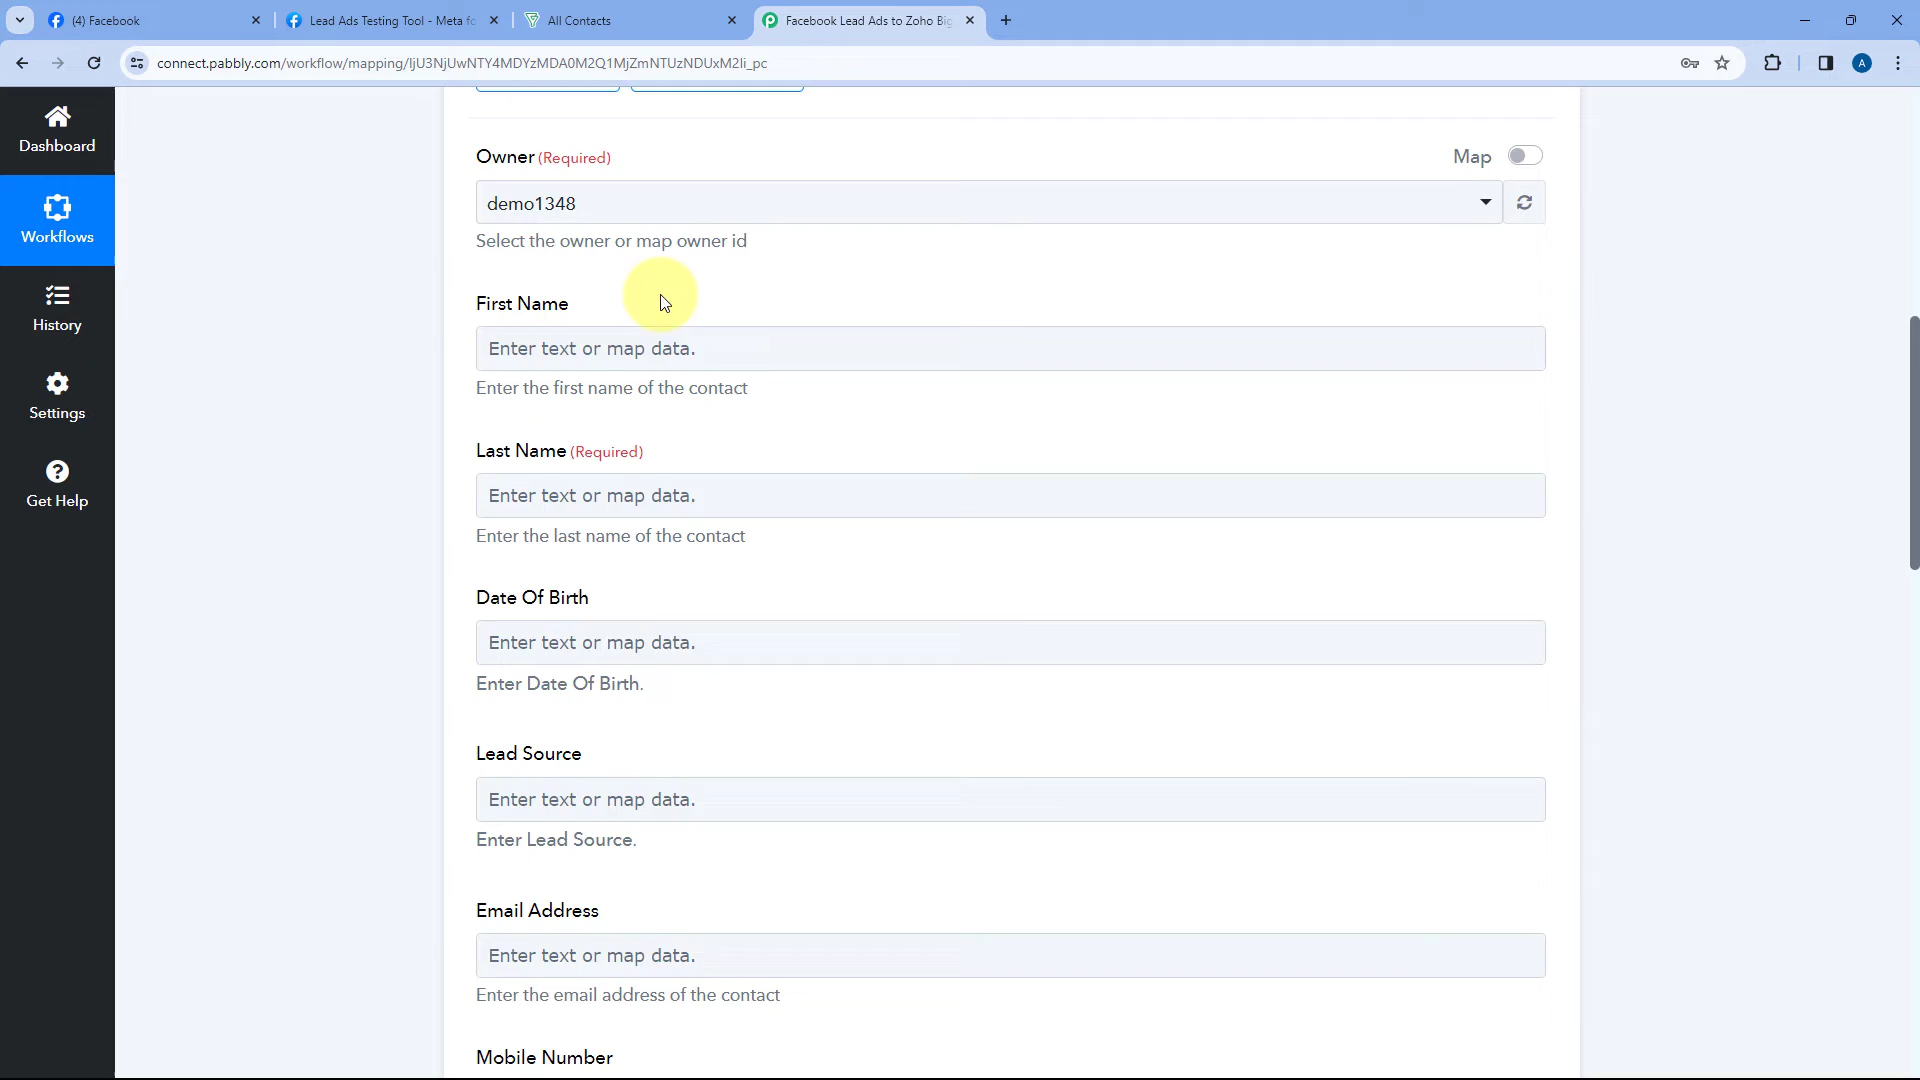 (4) Facebook
Lead Ads Testing Tool - Meta fo
All Contacts
Facebook Lead Ads to Zoho Big
connect.pabbly.com/workflow/mapping/IjU3NjUwNTY4MDYzMDA0M2Q1MjZmNTUzNDUxM2Ii_pc
A
Dashboard
Workflows
History
Settings
Get Help
Owner (Required)
Map
demo1348
Select the owner or map owner id
First Name
Enter text or map data.
Enter the first name of the contact
Last Name (Required)
Enter text or map data.
Enter the last name of the contact
Date Of Birth
Enter text or map data.
Enter Date Of Birth.
Lead Source
Enter text or map data.
Enter Lead Source.
Email Address
Enter text or map data.
Enter the email address of the contact
Mobile Number